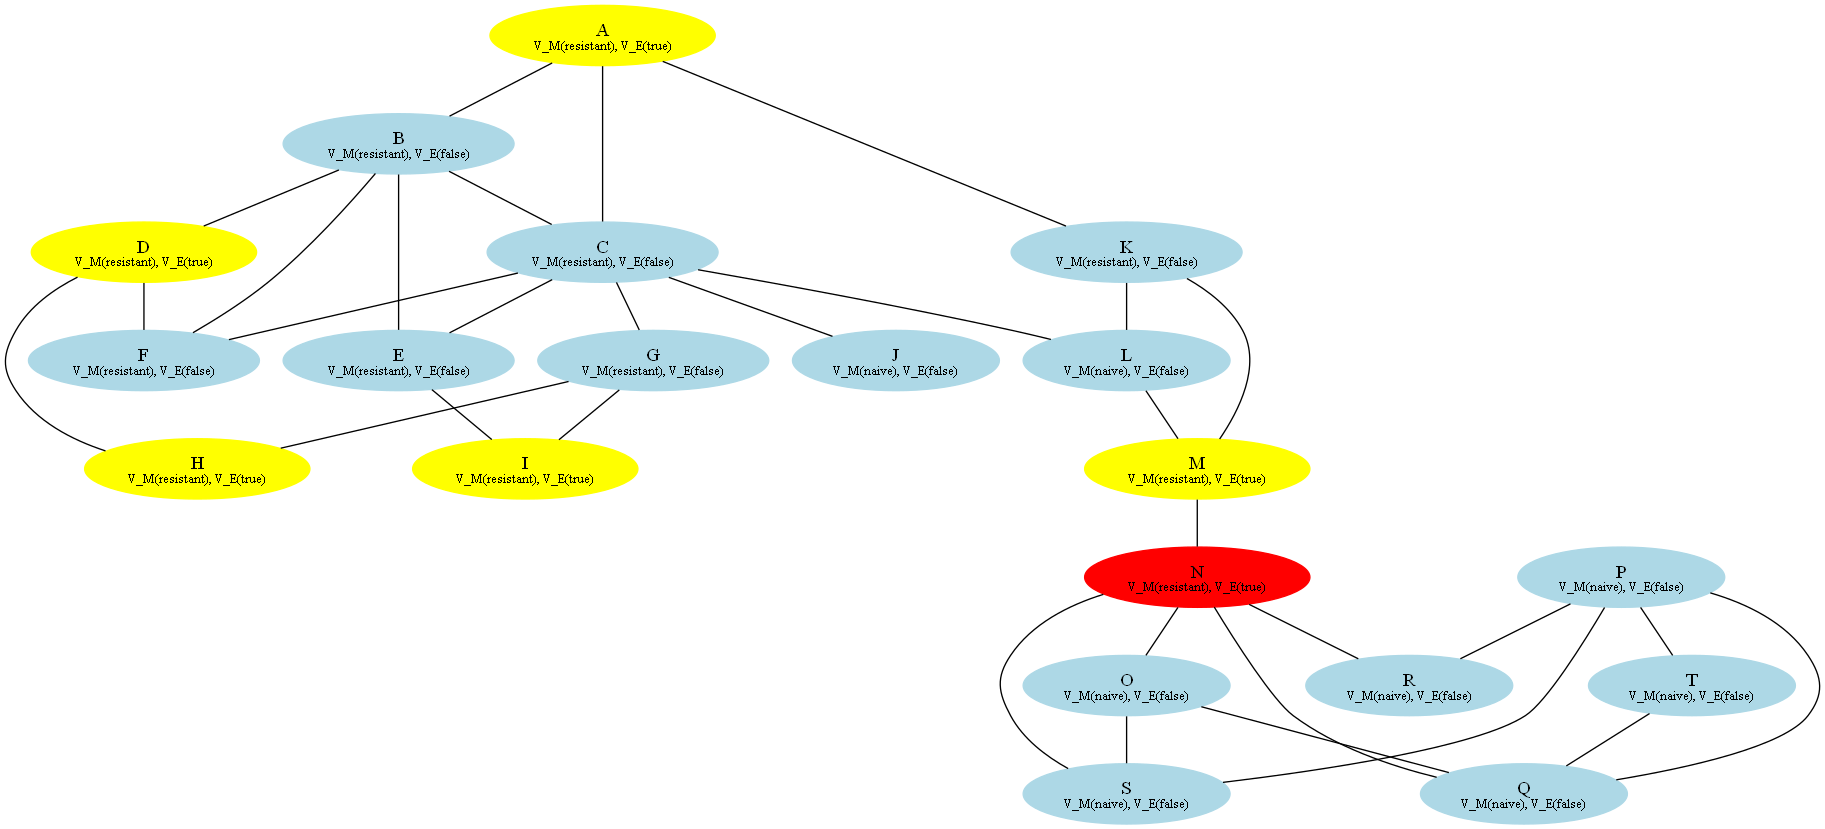 A
V_M(resistant), V_E(true)
B
V_M(resistant), V_E(false)
D
V_M(resistant), V_E(true)
C
V_M(resistant), V_E(false)
K
V_M(resistant), V_E(false)
F
V_M(resistant), V_E(false)
E
V_M(resistant), V_E(false)
G
V_M(resistant), V_E(false)
J
V_M(naive), V_E(false)
L
V_M(naive), V_E(false)
H
V_M(resistant), V_E(true)
I
V_M(resistant), V_E(true)
M
V_M(resistant), V_E(true)
N
V_M(resistant), V_E(true)
P
V_M(naive), V_E(false)
O
V_M(naive), V_E(false)
R
V_M(naive), V_E(false)
T
V_M(naive), V_E(false)
S
V_M(naive), V_E(false)
Q
V_M(naive), V_E(false)